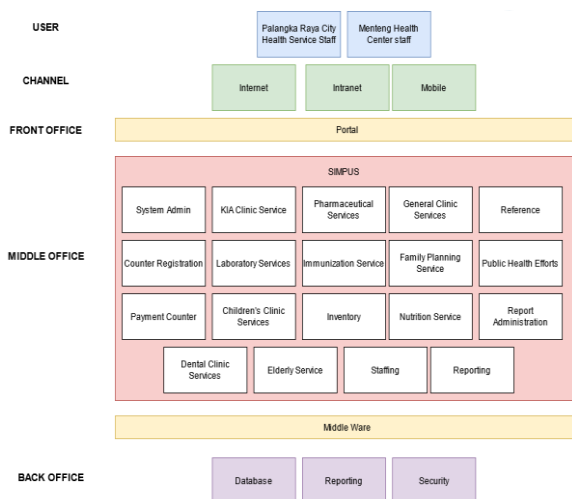 USER
Palangka Raya City
Health Service Staff
Menteng Health
Center staff
CHANNEL
Internet
Intranet
Mobile
FRONT OFFICE
Portal
MIDDLE OFFICE
SIMPUS
System Admin
KIA Clinic Service
Pharmaceutical
Services
General Clinic
Services
Reference
Counter Registration
Laboratory Services
Immunization Service
Family Planning
Service
Public Health Efforts
Payment Counter
Children's Clinic
Services
Inventory
Nutrition Service
Report
Administration
Dental Clinic
Services
Elderly Service
Staffing
Reporting
Middle Ware
BACK OFFICE
Database
Reporting
Security